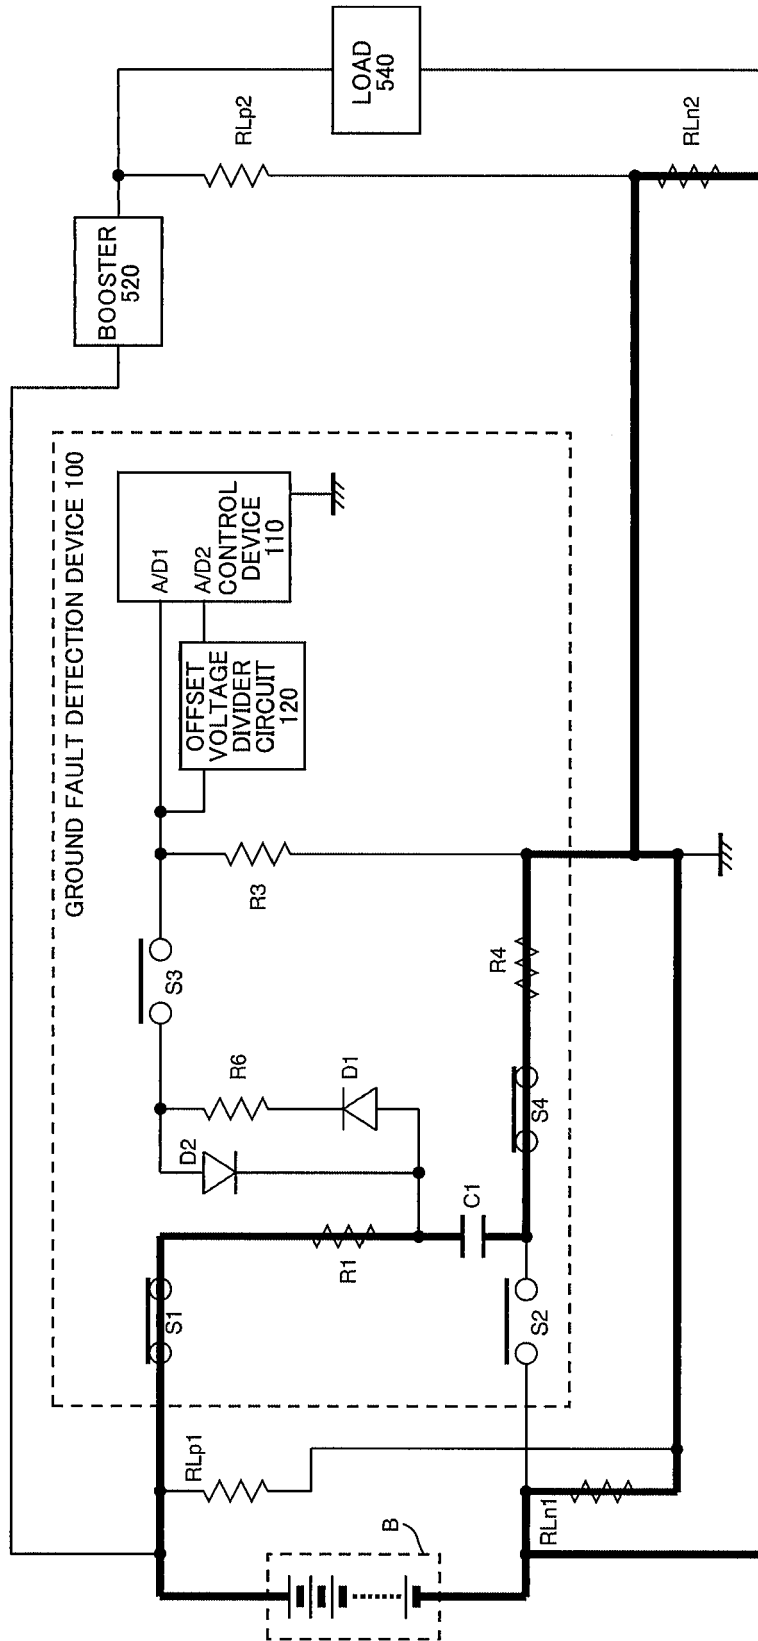 LOAD
540
RLp2
RLn2
BOOSTER
520
GROUND FAULT DETECTION DEVICE 100
A/D1
A/D2
CONTROL
DEVICE
110
OFFSET
VOLTAGE
DIVIDER
CIRCUIT
120
R3
R4
S3
R6
D1
D2
S4
C1
R1
S1
S2
RLp1
RLn1
B